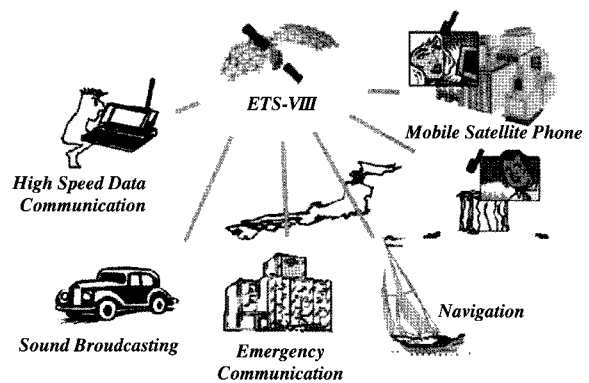 ETS-VIII
Mobile Satellite Phone
High Speed Data
Communication
Navigation
Sound Broudcasting
Emergency
Communication